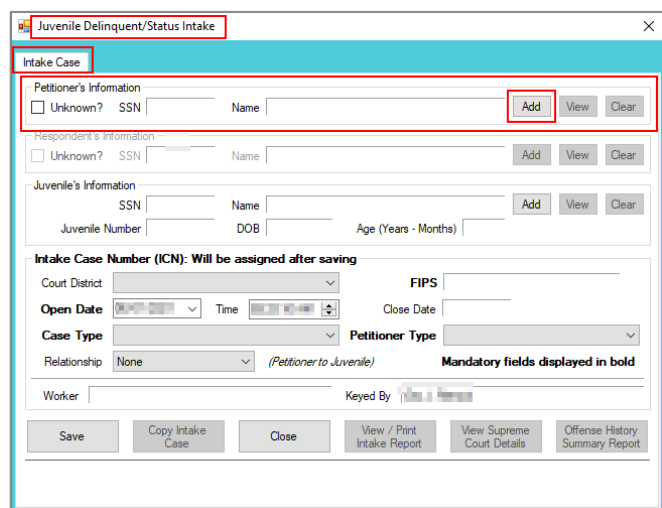 Juvenile Delinquent/Status Intake
Intake Case
Petitioner's Information
Unknown? SSN Name Add View Clear
Respondent's Information
Unknown? SSN Name Add View Clear
Juvenile's Information
SSN Name Add View Clear
Juvenile Number DOB Age (Years - Months)
Intake Case Number (ICN): Will be assigned after saving
Court District FIPS
Open Date Time Close Date
Case Type Petitioner Type
Relationship None (Petitioner to Juvenile) Mandatory fields displayed in bold
Worker Keyed By
Save Copy Intake Case Close View / Print Intake Report View Supreme Court Details Offense History Summary Report